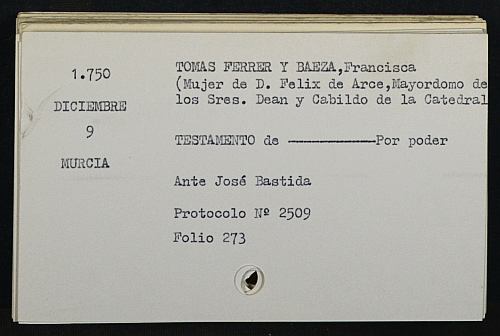 1.750
DICIEMBRE
9
MURCIA
TOMAS FERRER Y BAEZA,Francisca
(Mujer de D. Felix de Arce,Mayordomo de
los Sres. Dean y Cabildo de la Catedral
TESTAMENTO de -------------Por poder
Ante José Bastida
Protocolo Nº 2509
Folio 273